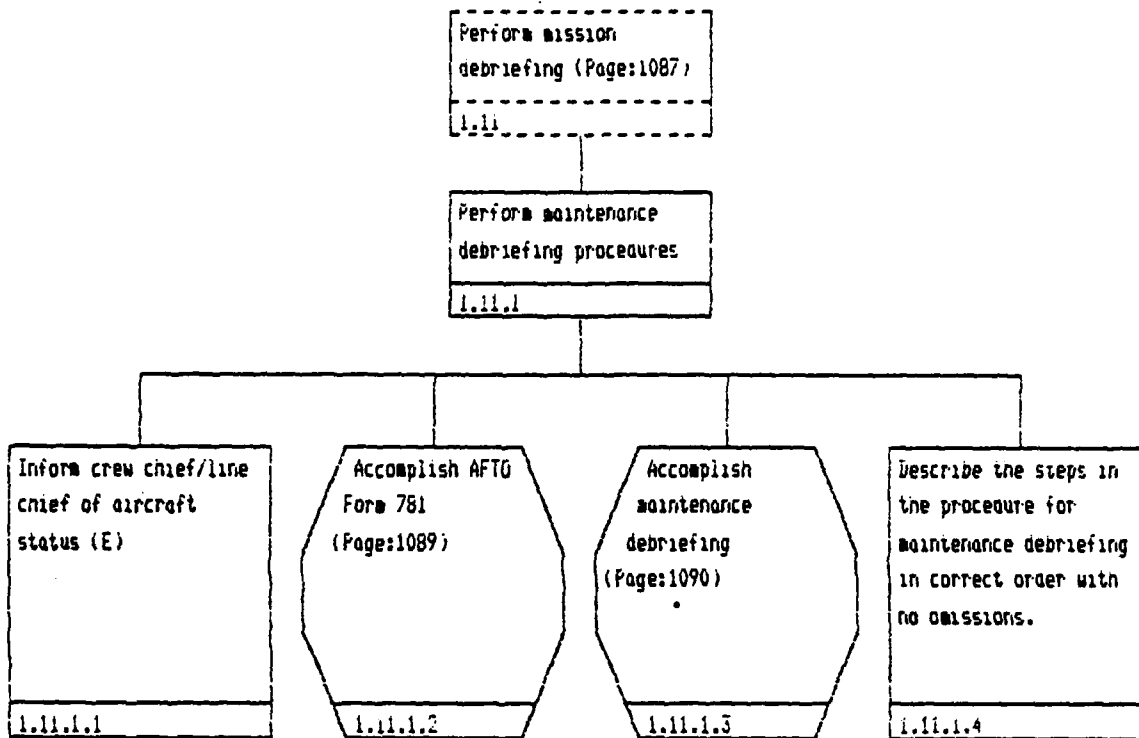 Perform mission
debriefing (Page:1087)
1.11
Perform maintenance
debriefing procedures
1.11.1
Inform crew chief/line
chief of aircraft
status (E)
1.11.1.1
Accomplish AFTO
Form 781
(Page:1089)
1.11.1.2
Accomplish
maintenance
debriefing
(Page:1090)
1.11.1.3
Describe the steps in
the procedure for
maintenance debriefing
in correct order with
no omissions.
1.11.1.4